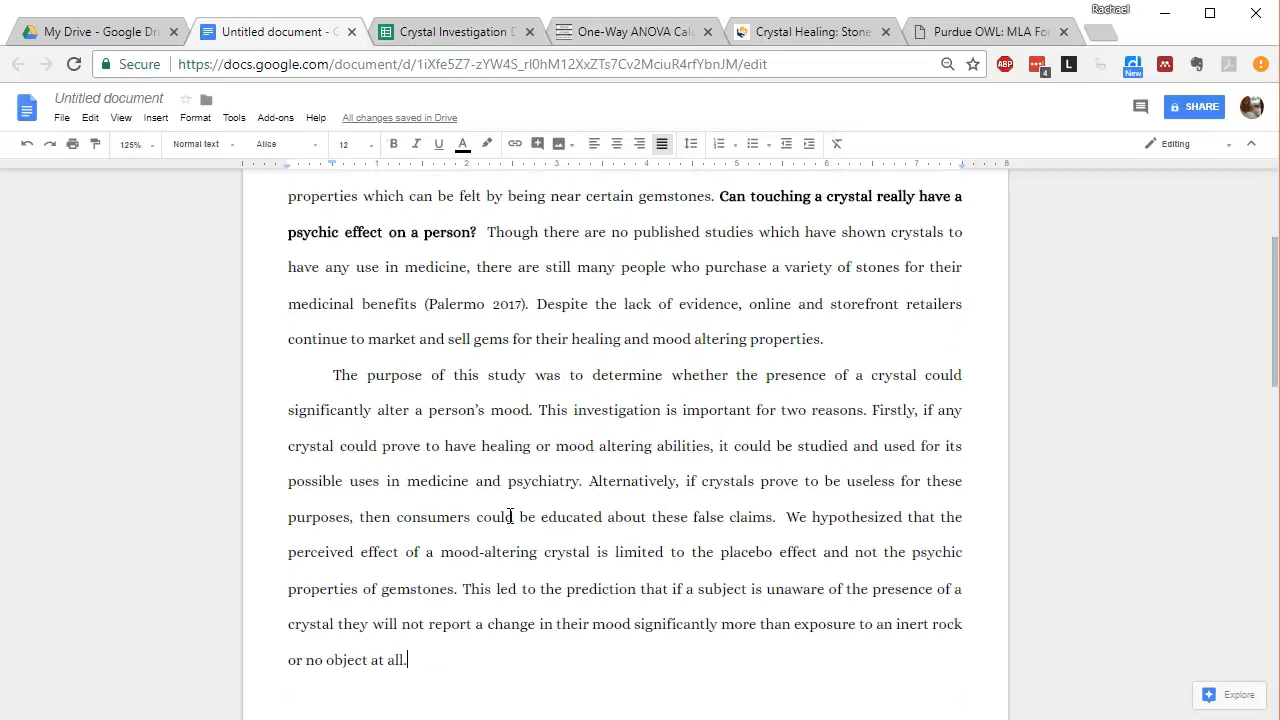 Rachael
My Drive - Google Dri
Untitled document - G
Crystal Investigation D
One-Way ANOVA Calc
Crystal Healing: Stone
Purdue OWL: MLA For
Secure
https://docs.google.com/document/d/1iXfe5Z7-zYW4S_rl0hM12XxZTs7Cv2MciuR4rfYbnJM/edit
ABP
4
L
New
Untitled document
SHARE
File Edit View Insert Format Tools Add-ons Help All changes saved in Drive
125% Normal text Alice 12 B I U A Editing
1 2 3 4 5 6 7 8
properties which can be felt by being near certain gemstones. Can touching a crystal really have a
psychic effect on a person? Though there are no published studies which have shown crystals to
have any use in medicine, there are still many people who purchase a variety of stones for their
medicinal benefits (Palermo 2017). Despite the lack of evidence, online and storefront retailers
continue to market and sell gems for their healing and mood altering properties.
The purpose of this study was to determine whether the presence of a crystal could
significantly alter a person's mood. This investigation is important for two reasons. Firstly, if any
crystal could prove to have healing or mood altering abilities, it could be studied and used for its
possible uses in medicine and psychiatry. Alternatively, if crystals prove to be useless for these
purposes, then consumers could be educated about these false claims. We hypothesized that the
perceived effect of a mood-altering crystal is limited to the placebo effect and not the psychic
properties of gemstones. This led to the prediction that if a subject is unaware of the presence of a
crystal they will not report a change in their mood significantly more than exposure to an inert rock
or no object at all.
Explore